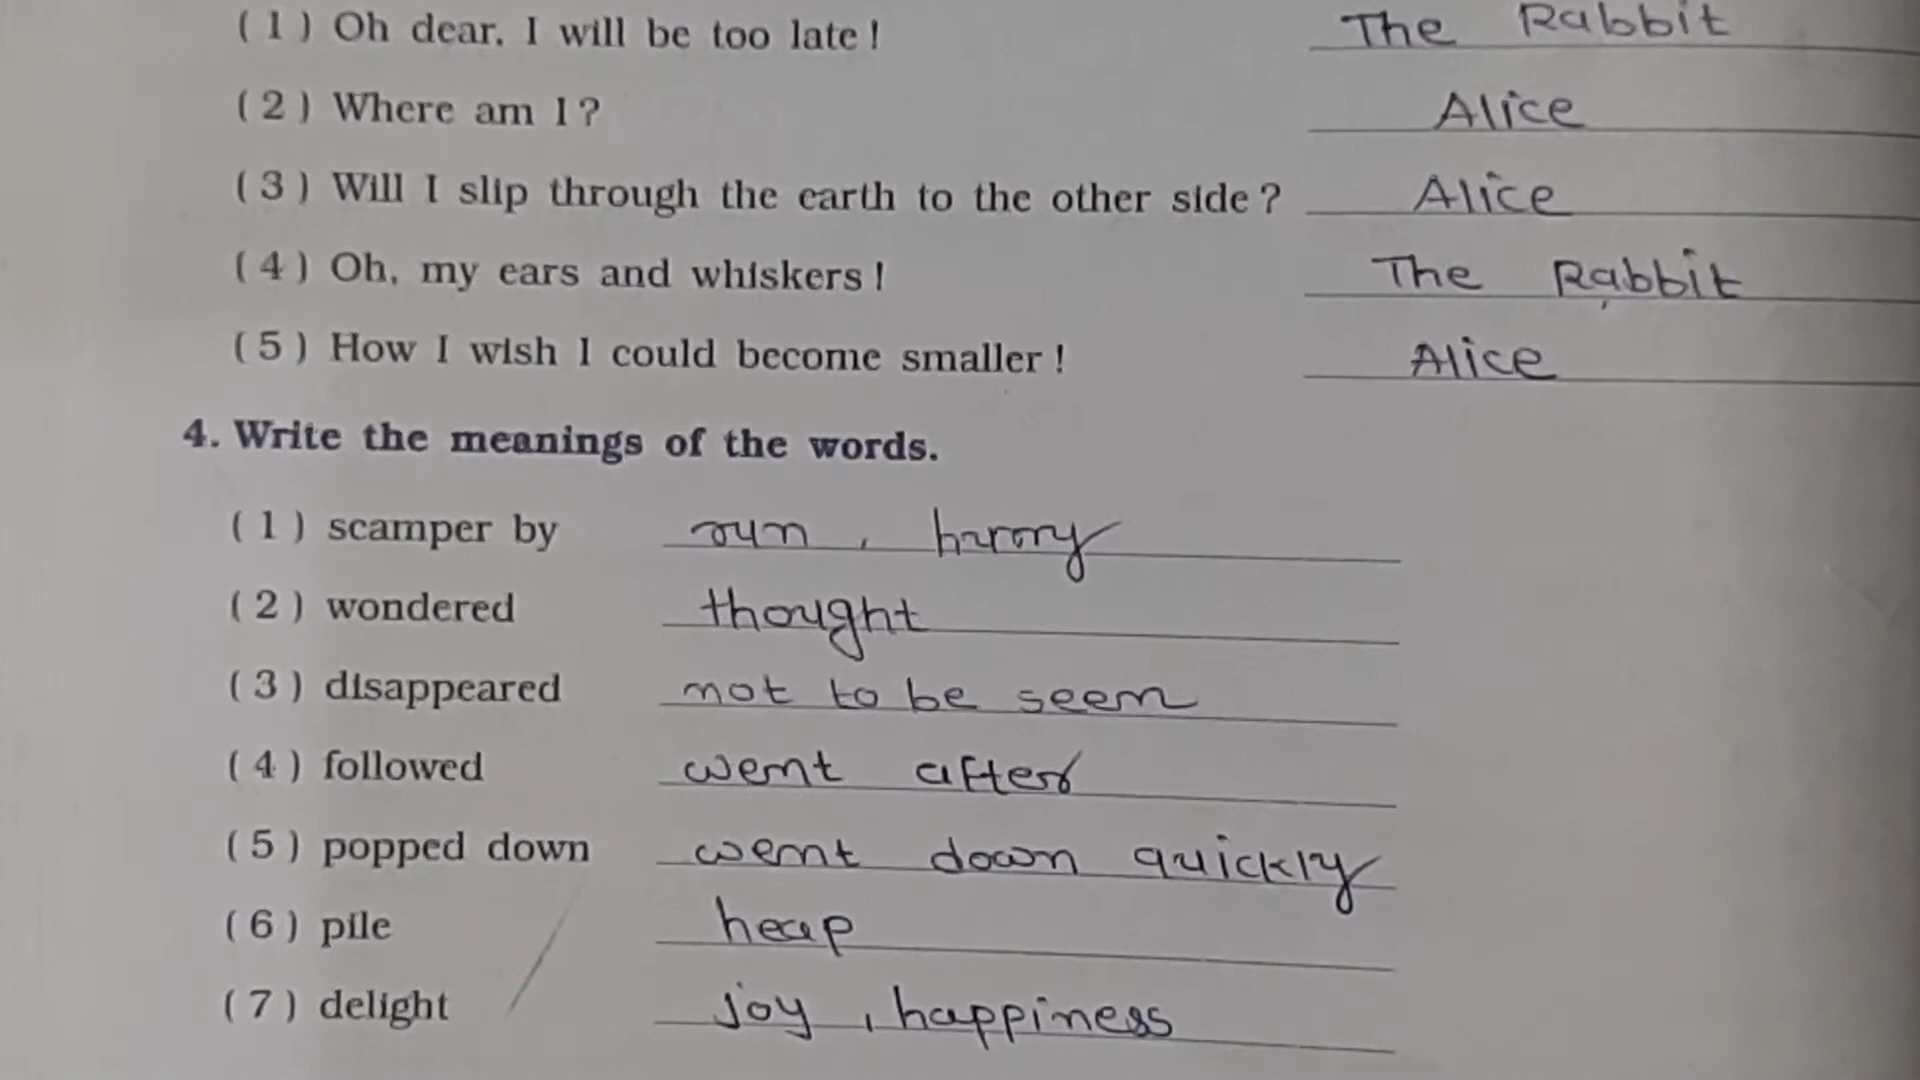 (1) Oh dear. I will be too late! The Rabbit
(2) Where am I? Alice
(3) Will I slip through the earth to the other side? Alice
(4) Oh, my ears and whiskers! The Rabbit
(5) How I wish I could become smaller! Alice
4. Write the meanings of the words.
(1) scamper by run, hurry
(2) wondered thought
(3) disappeared not to be seen
(4) followed went after
(5) popped down went down quickly
(6) pile heap
(7) delight joy, happiness